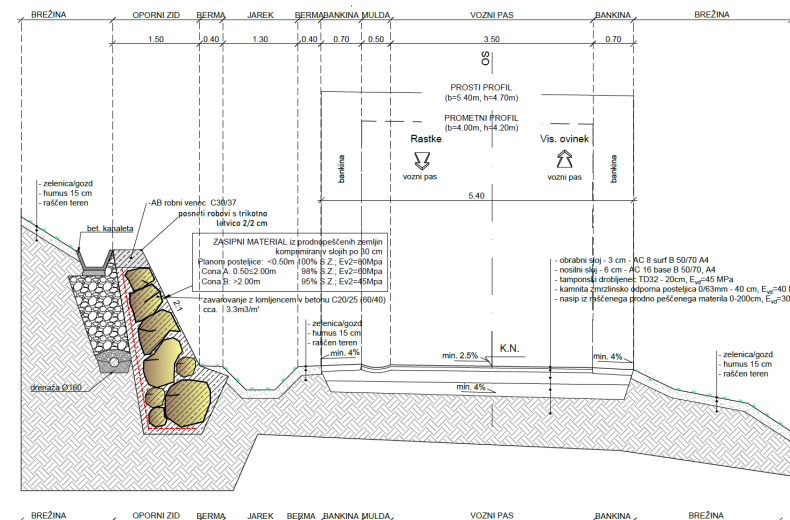 BREŽINA OPORNI ZID BERMA JAREK BERMA BANKINA MULDA VOZNI PAS BANKINA BREŽINA
1.50 0.40 1.30 0.40 0.70 0.50 3.50 0.70
OS
PROSTI PROFIL
(b=5.40m, h=4.70m)
PROMETNI PROFIL
(b=4.00m, h=4.20m)
Rastke
Vis. ovinek
bankina
vozni pas
vozni pas
bankina
5.40
- zelenica/gozd
- humus 15 cm
- raščen teren
-AB robni venec C30/37
posneti robovi s trikotno
letvico 2/2 cm
bet. kanaleta
ZASIPNI MATERIAL iz prodnopeščenih zemljin
komprimiran v slojih po 30 cm
Planom posteljice: <0.50m 100% S.Z.; Ev2=80Mpa
Cona A: 0.50≤2.00m 98% S.Z.; Ev2=60Mpa
Cona B: >2.00m 95% S.Z.; Ev2=45Mpa
2:1
zavarovanje z lomljencem v betonu C20/25 (60/40)
cca. 3.3m3/m'
- obrabni sloj - 3 cm - AC 8 surf B 50/70 A4
- nosilni sloj - 6 cm - AC 16 base B 50/70, A4
- tamponski drobljenec TD32 - 20cm, Evd=45 MPa
- kamnita zmrzlinsko odporna posteljica 0/63mm - 40 cm, Evd=40
- nasip iz raščenega prodno peščenega materila 0-200cm, Evd=30
- zelenica/gozd
- humus 15 cm
- raščen teren
min. 4%
min. 2.5%
K.N.
min. 4%
min. 4%
- zelenica/gozd
- humus 15 cm
- raščen teren
drenaža Ø160
BREŽINA OPORNI ZID BERMA JAREK BERMA BANKINA MULDA VOZNI PAS BANKINA BREŽINA